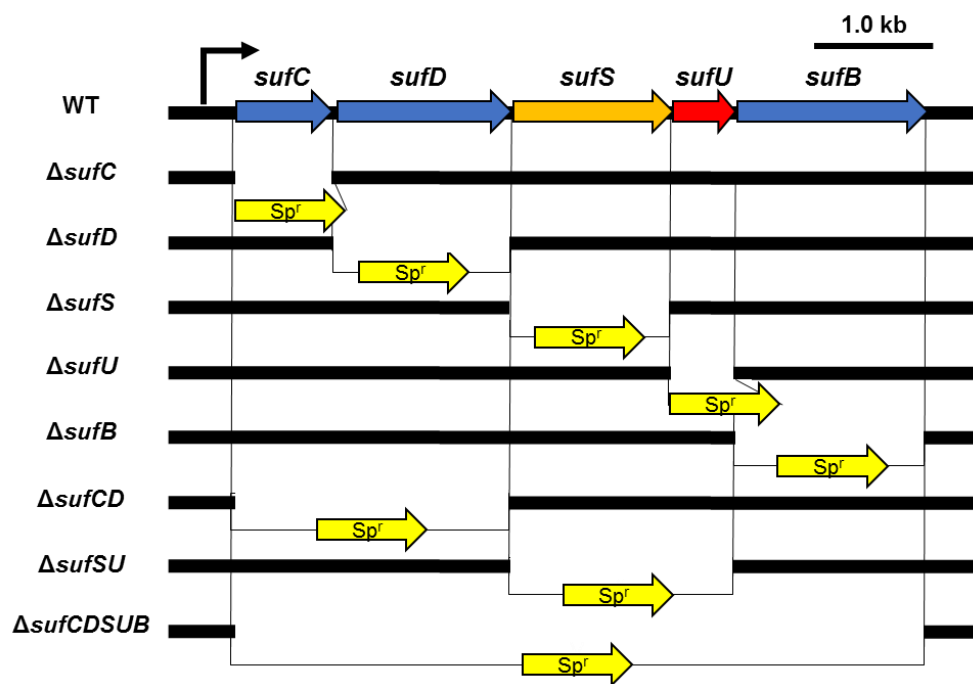 1.0 kb
sufC sufD sufS sufU sufB
WT
ΔsufC
Spʳ
ΔsufD
Spʳ
ΔsufS
Spʳ
ΔsufU
Spʳ
ΔsufB
Spʳ
ΔsufCD
Spʳ
ΔsufSU
Spʳ
ΔsufCDSUB
Spʳ